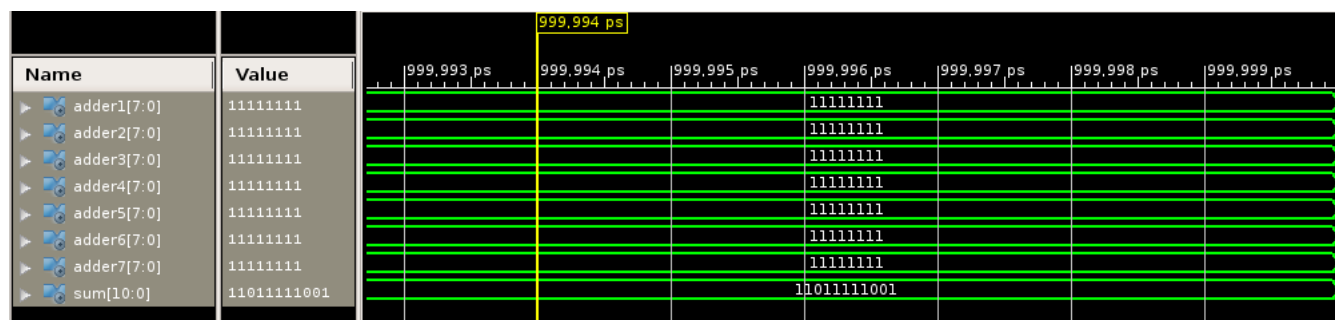 999,994 ps
Name Value |999,993 ps |999,994 ps |999,995 ps |999,996 ps |999,997 ps |999,998 ps |999,999 ps
adder1[7:0] 11111111 11111111
adder2[7:0] 11111111 11111111
adder3[7:0] 11111111 11111111
adder4[7:0] 11111111 11111111
adder5[7:0] 11111111 11111111
adder6[7:0] 11111111 11111111
adder7[7:0] 11111111 11111111
sum[10:0] 11011111001 11011111001